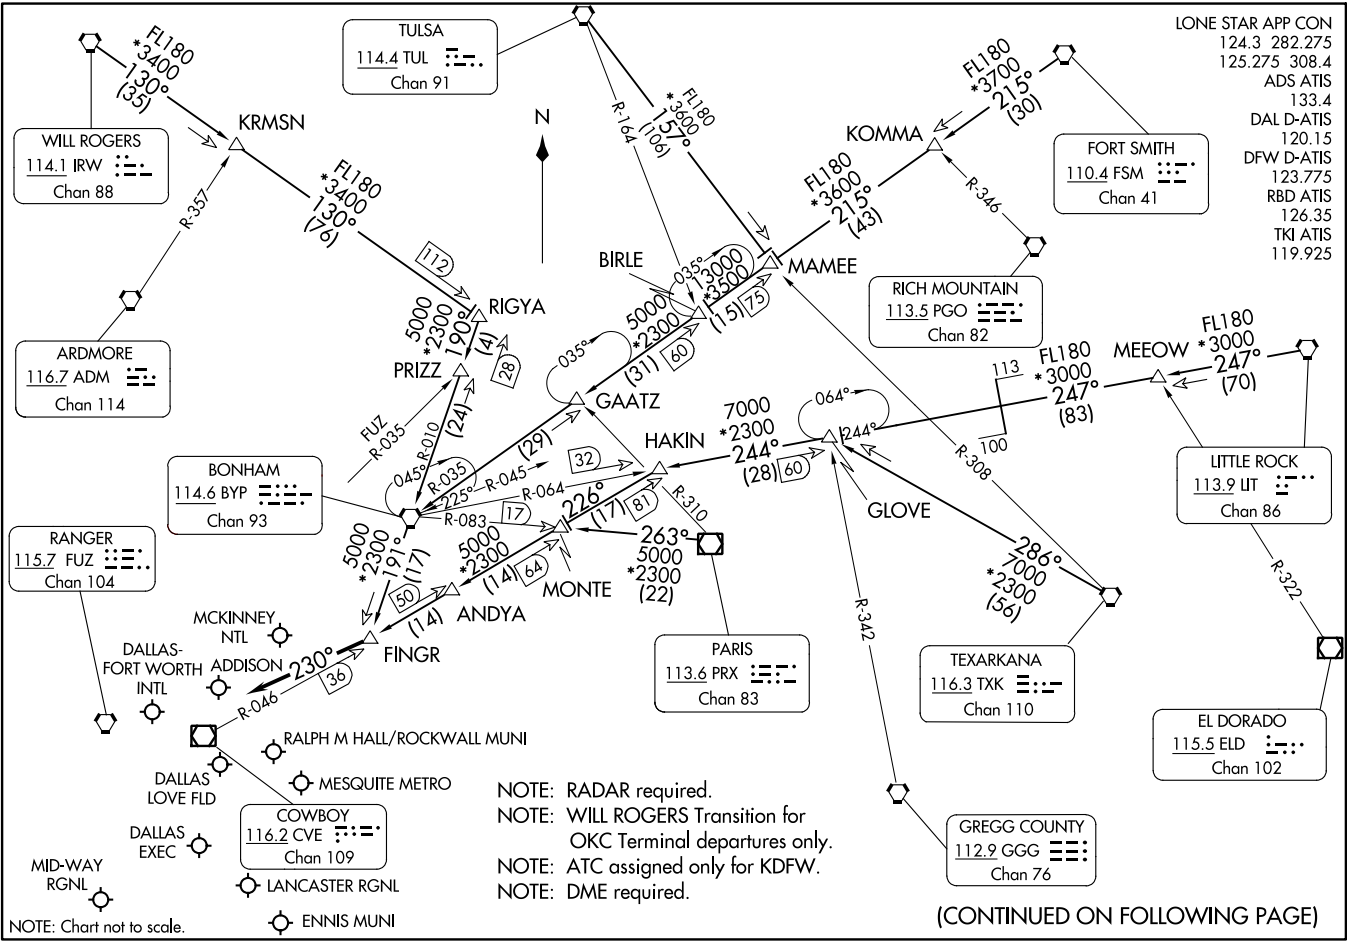 LONE STAR APP CON
124.3 282.275
125.275 308.4
ADS ATIS
133.4
DAL D-ATIS
120.15
DFW D-ATIS
123.775
RBD ATIS
126.35
TKI ATIS
119.925
TULSA
114.4 TUL
Chan 91
WILL ROGERS
114.1 IRW
Chan 88
FORT SMITH
110.4 FSM
Chan 41
RICH MOUNTAIN
113.5 PGO
Chan 82
ARDMORE
116.7 ADM
Chan 114
BONHAM
114.6 BYP
Chan 93
RANGER
115.7 FUZ
Chan 104
LITTLE ROCK
113.9 LIT
Chan 86
PARIS
113.6 PRX
Chan 83
TEXARKANA
116.3 TXK
Chan 110
EL DORADO
115.5 ELD
Chan 102
GREGG COUNTY
112.9 GGG
Chan 76
COWBOY
116.2 CVE
Chan 109
N
FL180
*3400
130°
(35)
KRMSN
R-357
FL180
*3400
130°
(76)
112
RIGYA
5000
*2300
190°
(4)
28
PRIZZ
FUZ
R-035
R-010
(24)
R-164
FL180
*3600
157°
(106)
FL180
*3700
215°
(30)
KOMMA
R-346
FL180
*3600
215°
(43)
MAMEE
BIRLE
035°
13000
*3500
(15)
75
5000
*2300
(31)
60
035°
GAATZ
(29)
045°
R-035
225°
R-045
R-064
32
R-083
17
HAKIN
R-310
226°
(17)
81
7000
*2300
244°
(28)
60
064°
244°
GLOVE
R-308
R-342
113
100
FL180
*3000
247°
(83)
MEEOW
FL180
*3000
247°
(70)
R-322
286°
7000
*2300
(56)
263°
5000
*2300
(22)
MONTE
5000
*2300
(14)
64
ANDYA
50
(14)
5000
*2300
191°
(17)
FINGR
230°
R-046
36
MCKINNEY
NTL
ADDISON
DALLAS-
FORT WORTH
INTL
RALPH M HALL/ROCKWALL MUNI
MESQUITE METRO
DALLAS
LOVE FLD
DALLAS
EXEC
MID-WAY
RGNL
LANCASTER RGNL
ENNIS MUNI
NOTE: RADAR required.
NOTE: WILL ROGERS Transition for
OKC Terminal departures only.
NOTE: ATC assigned only for KDFW.
NOTE: DME required.
NOTE: Chart not to scale.
(CONTINUED ON FOLLOWING PAGE)